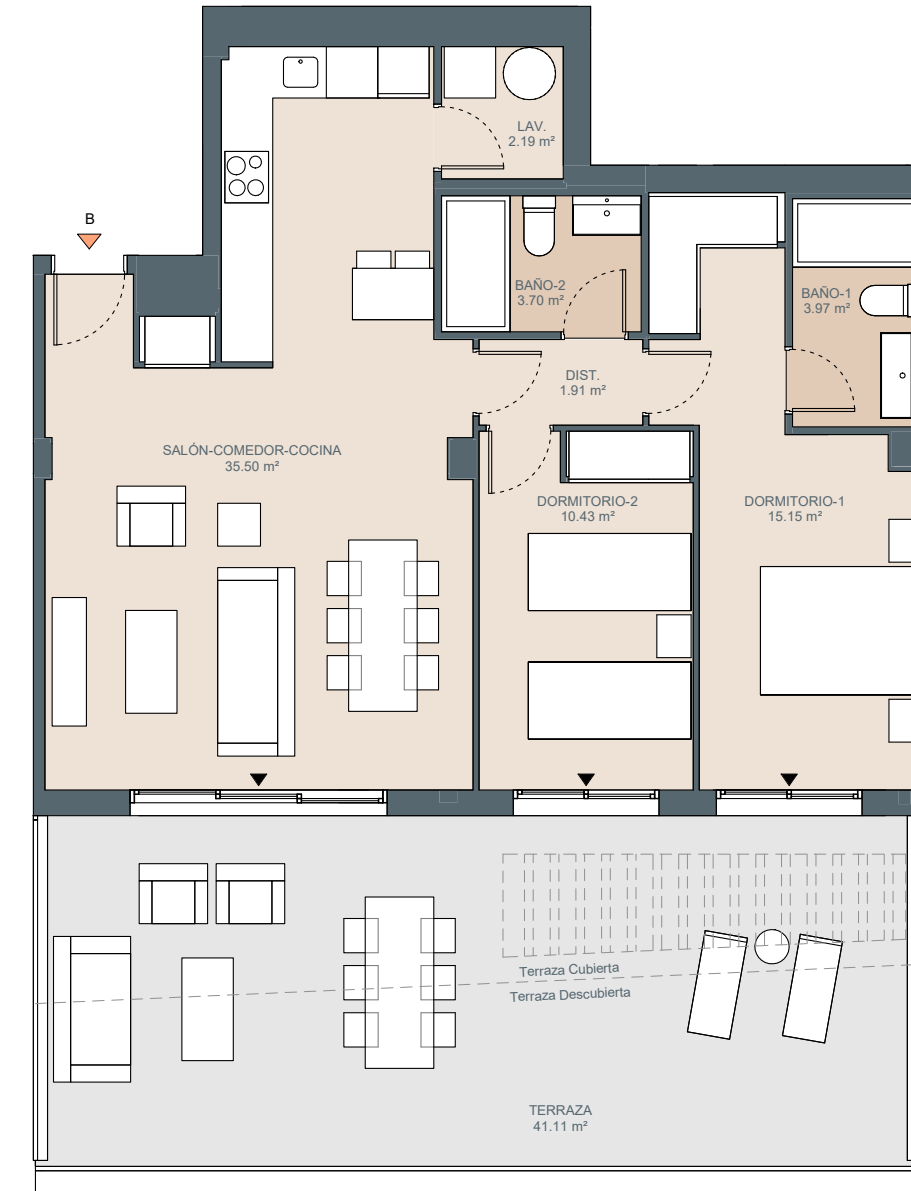 LAV.
2.19 m²
B
BAÑO-2
3.70 m²
BAÑO-1
3.97 m²
DIST.
1.91 m²
SALÓN-COMEDOR-COCINA
35.50 m²
DORMITORIO-2
10.43 m²
DORMITORIO-1
15.15 m²
Terraza Cubierta
Terraza Descubierta
TERRAZA
41.11 m²